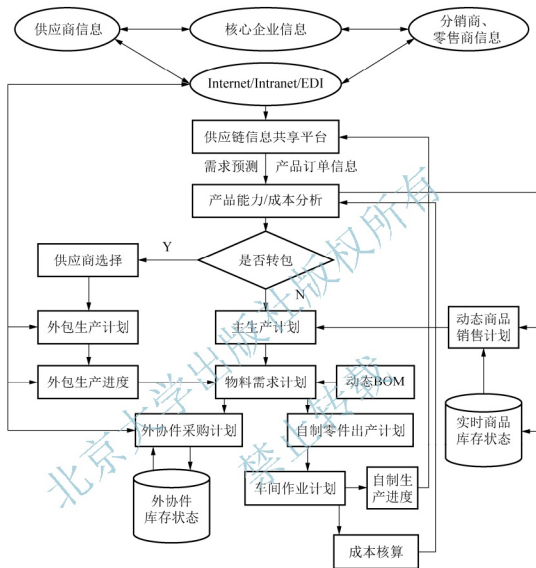 供应商信息
核心企业信息
分销商、
零售商信息
Internet/Intranet/EDI
供应链信息共享平台
需求预测
产品订单信息
产品能力/成本分析
Y
是否转包
供应商选择
N
外包生产计划
主生产计划
动态商品
销售计划
外包生产进度
物料需求计划
动态BOM
外协件采购计划
自制零件出产计划
实时商品
库存状态
外协件
库存状态
车间作业计划
自制生
产进度
成本核算
北京大学出版社版权所有
禁止转载